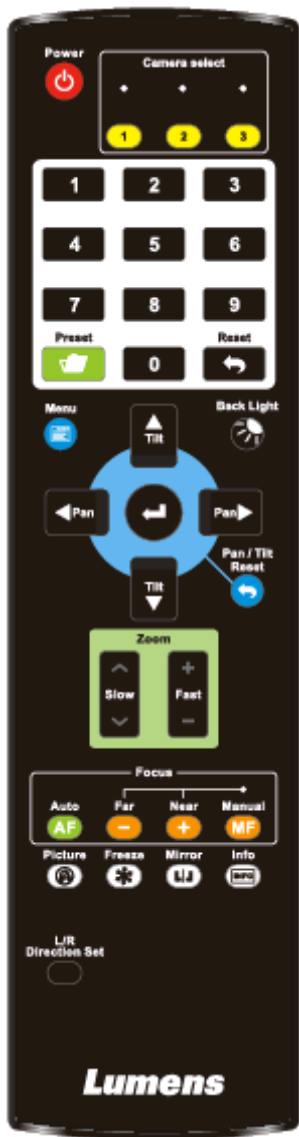 Power
Camera select
1 2 3
1 2 3
4 5 6
7 8 9
Preset Reset
0
Menu Back Light
Tilt
Pan Pan
Pan / Tilt
Reset
Tilt
Zoom
Slow + Fast −
Focus
Auto Far Near Manual
AF − + MF
Picture Freeze Mirror Info
INFO
L/R
Direction Set
Lumens